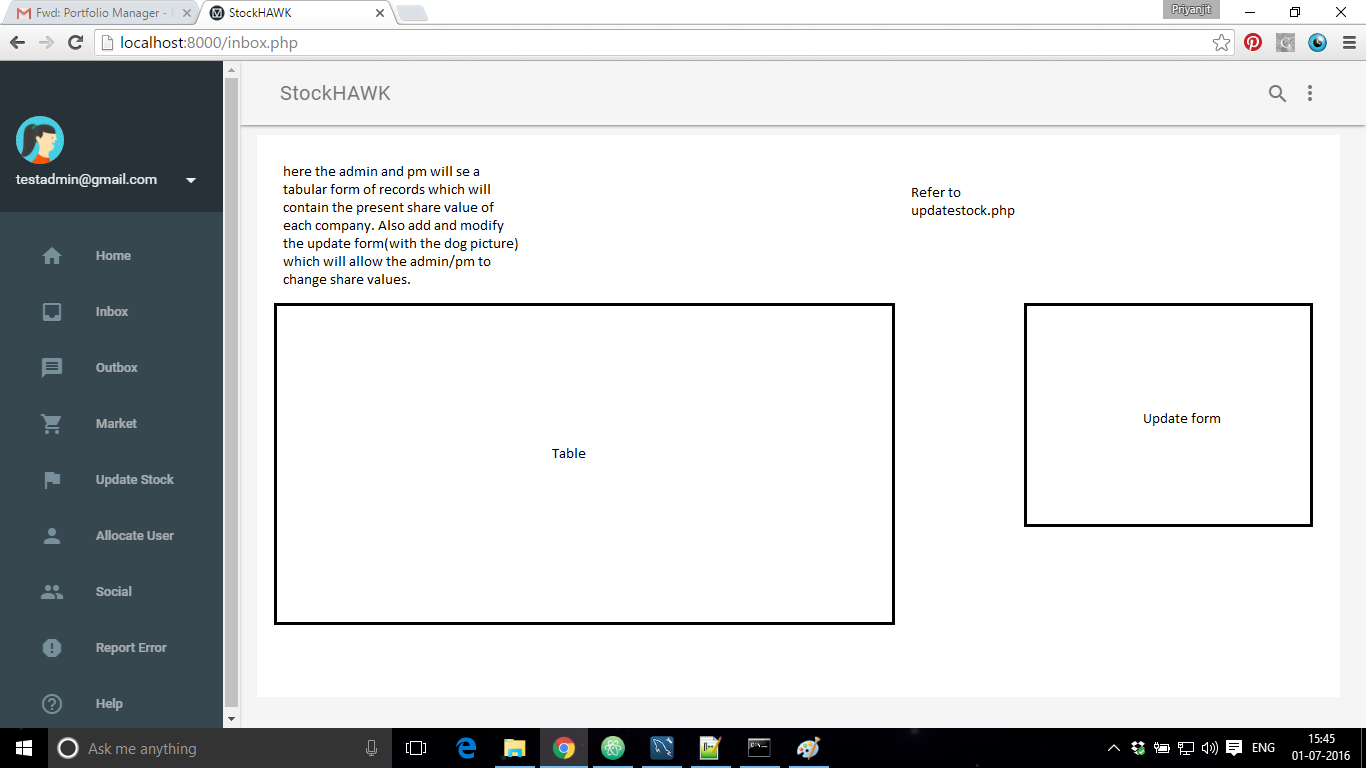 Fwd: Portfolio Manager -
StockHAWK
Priyanjit
localhost:8000/inbox.php
testadmin@gmail.com
Home
Inbox
Outbox
Market
Update Stock
Allocate User
Social
Report Error
Help
StockHAWK
here the admin and pm will se a
tabular form of records which will
contain the present share value of
each company. Also add and modify
the update form(with the dog picture)
which will allow the admin/pm to
change share values.
Refer to
updatestock.php
Table
Update form
Ask me anything
ENG
15:45
01-07-2016